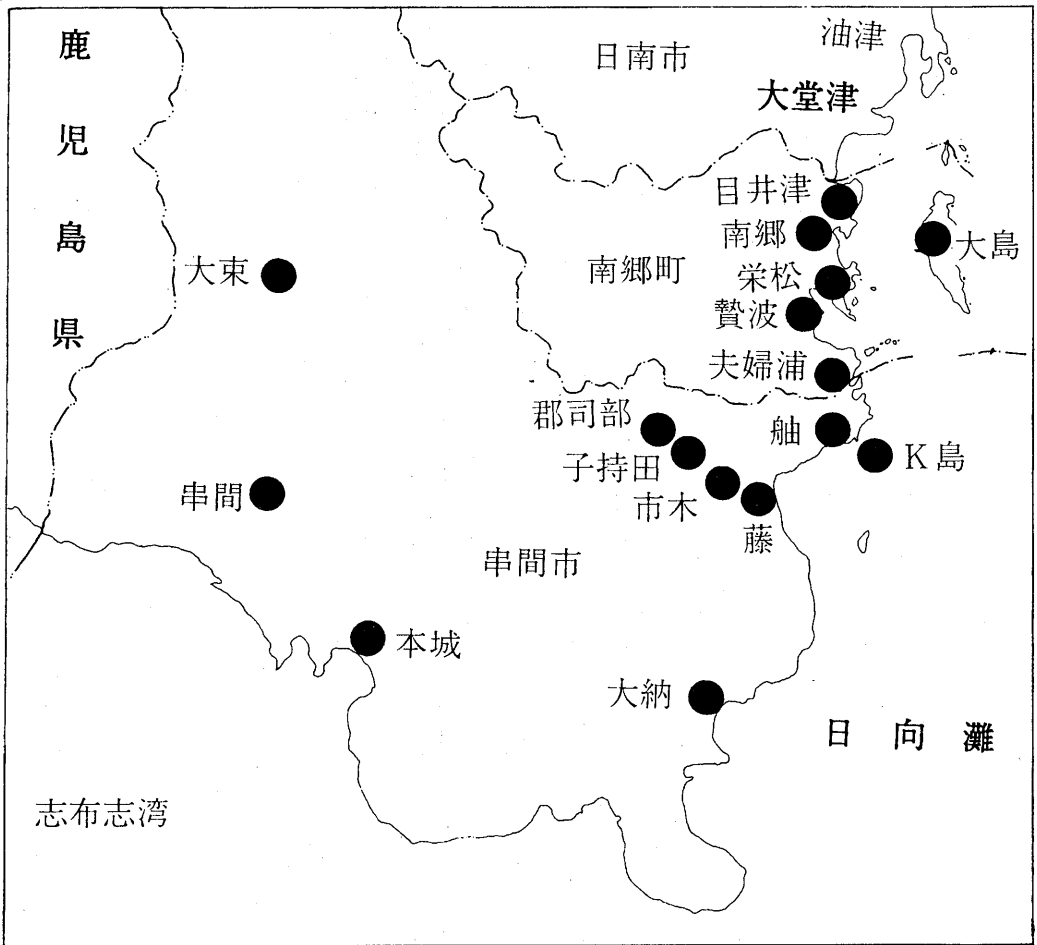 鹿児島県
日南市
油津
大堂津
目井津
南郷
大島
南郷町
栄松
贄波
大束
夫婦浦
郡司部
舳
K島
子持田
市木
藤
串間
串間市
本城
大納
日向灘
志布志湾